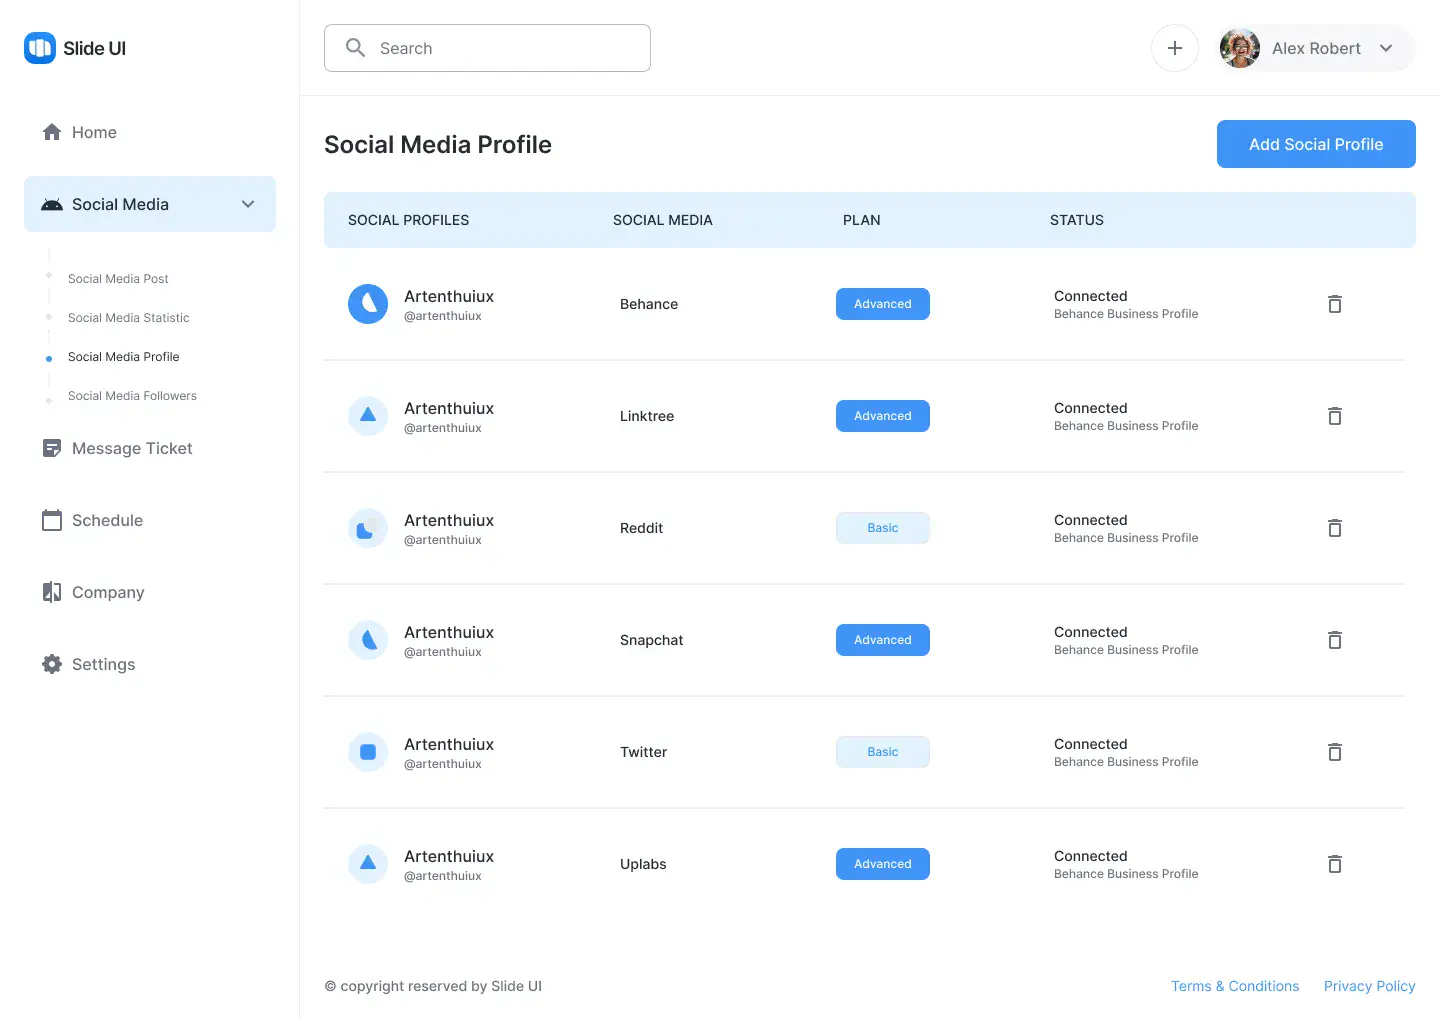 Slide UI
Search
Alex Robert
Home
Social Media
Social Media Post
Social Media Statistic
Social Media Profile
Social Media Followers
Message Ticket
Schedule
Company
Settings
Social Media Profile
Add Social Profile
SOCIAL PROFILES SOCIAL MEDIA PLAN STATUS
Artenthuiux
@artenthuiux
Behance
Advanced
Connected
Behance Business Profile
Artenthuiux
@artenthuiux
Linktree
Advanced
Connected
Behance Business Profile
Artenthuiux
@artenthuiux
Reddit
Basic
Connected
Behance Business Profile
Artenthuiux
@artenthuiux
Snapchat
Advanced
Connected
Behance Business Profile
Artenthuiux
@artenthuiux
Twitter
Basic
Connected
Behance Business Profile
Artenthuiux
@artenthuiux
Uplabs
Advanced
Connected
Behance Business Profile
© copyright reserved by Slide UI
Terms & Conditions
Privacy Policy